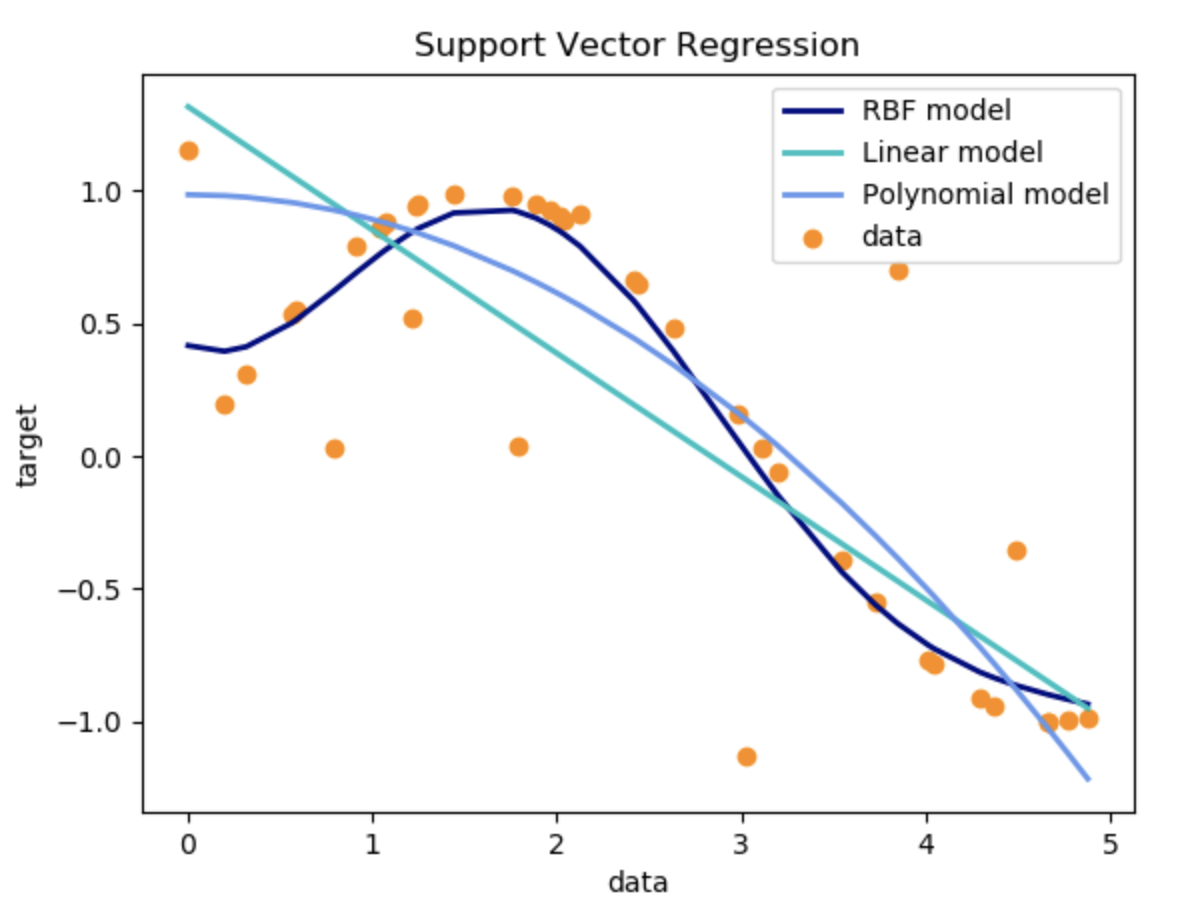 Support Vector Regression
RBF model
Linear model
Polynomial model
data
1.0
0.5
0.0
−0.5
−1.0
target
0 1 2 3 4 5
data